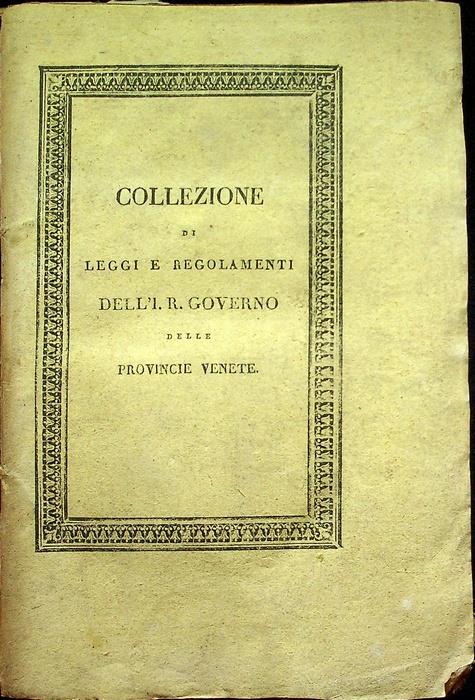 COLLEZIONE
DI
LEGGI E REGOLAMENTI
DELL'I. R. GOVERNO
DELLE
PROVINCIE VENETE.